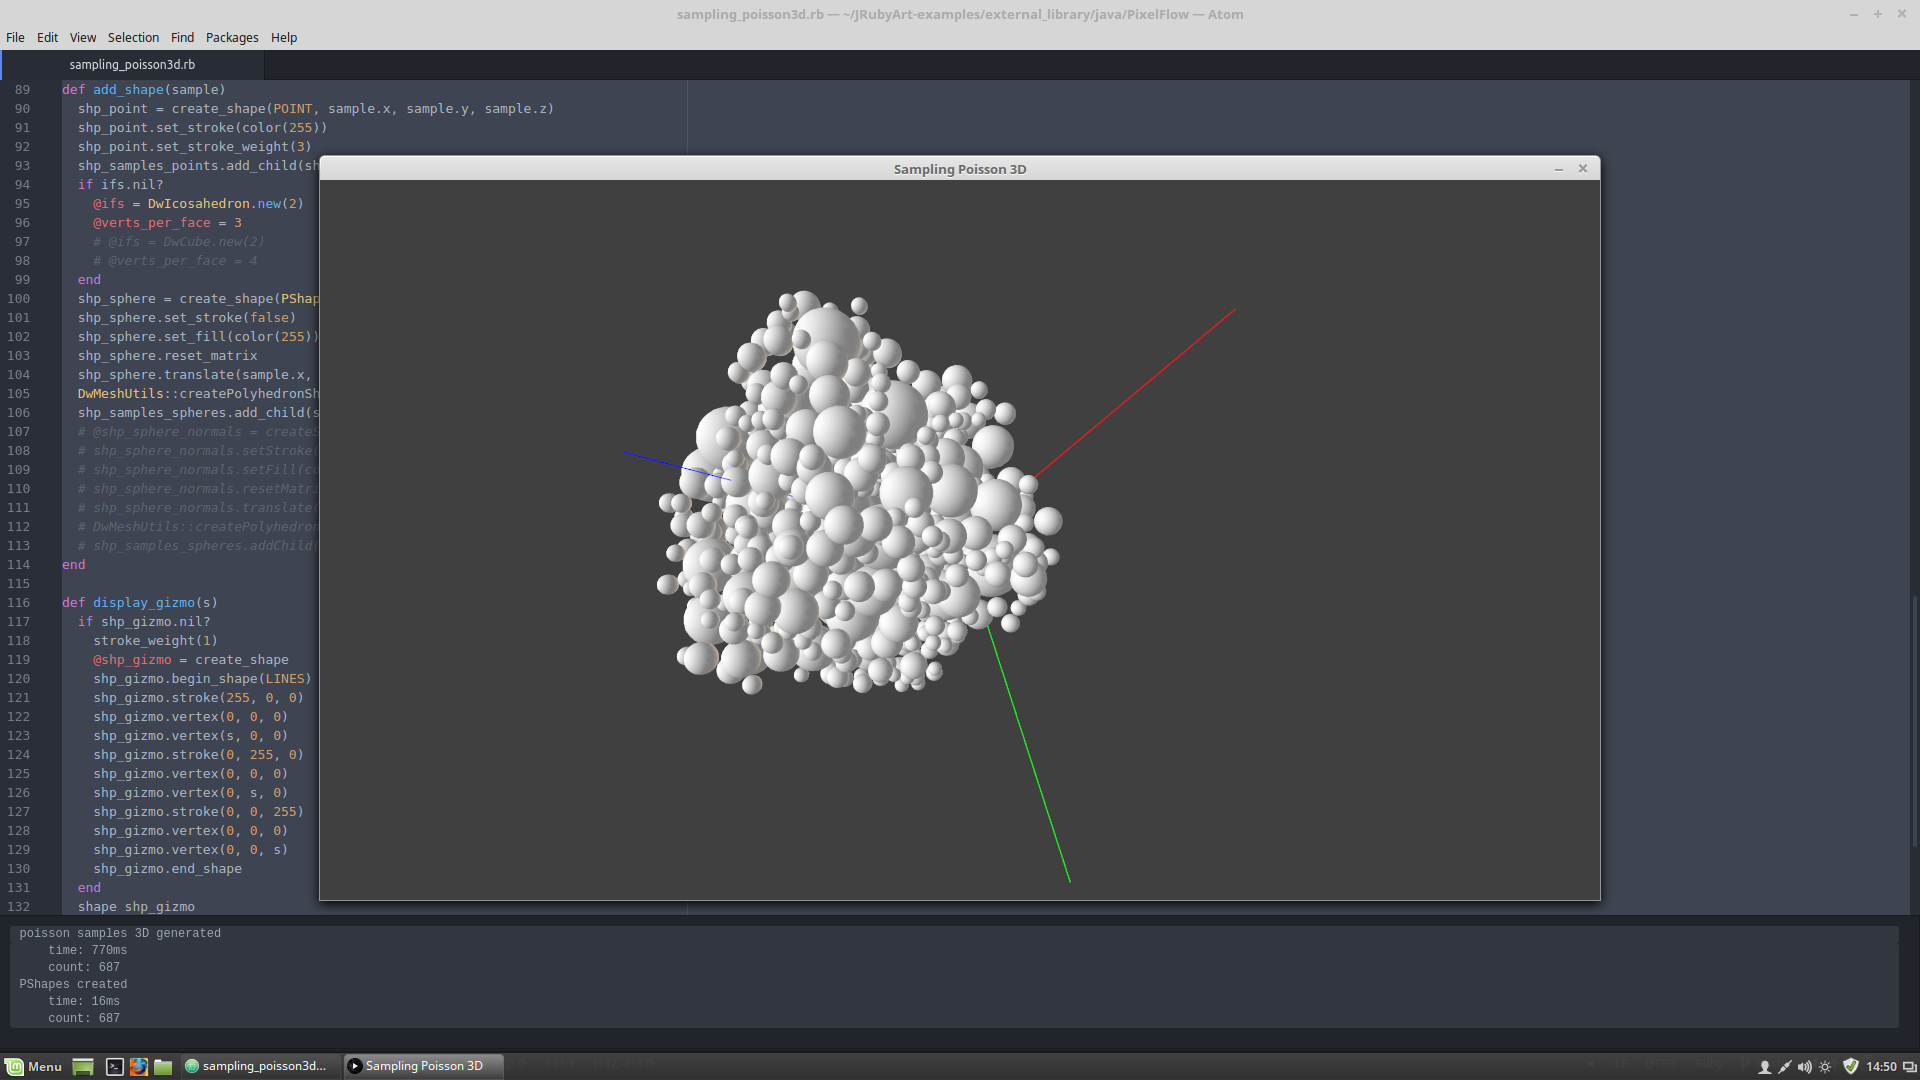 sampling_poisson3d.rb — ~/JRubyArt-examples/external_library/java/PixelFlow — Atom
File Edit View Selection Find Packages Help
sampling_poisson3d.rb
89 def add_shape(sample)
90 shp_point = create_shape(POINT, sample.x, sample.y, sample.z)
91 shp_point.set_stroke(color(255))
92 shp_point.set_stroke_weight(3)
93 shp_samples_points.add_child(sh
94 if ifs.nil?
95 @ifs = DwIcosahedron.new(2)
96 @verts_per_face = 3
97 # @ifs = DwCube.new(2)
98 # @verts_per_face = 4
99 end
100 shp_sphere = create_shape(PShap
101 shp_sphere.set_stroke(false)
102 shp_sphere.set_fill(color(255))
103 shp_sphere.reset_matrix
104 shp_sphere.translate(sample.x,
105 DwMeshUtils::createPolyhedronSh
106 shp_samples_spheres.add_child(s
107 # @shp_sphere_normals = createS
108 # shp_sphere_normals.setStroke(
109 # shp_sphere_normals.setFill(co
110 # shp_sphere_normals.resetMatri
111 # shp_sphere_normals.translate(
112 # DwMeshUtils::createPolyhedron
113 # shp_samples_spheres.addChild(
114 end
115
116 def display_gizmo(s)
117 if shp_gizmo.nil?
118 stroke_weight(1)
119 @shp_gizmo = create_shape
120 shp_gizmo.begin_shape(LINES)
121 shp_gizmo.stroke(255, 0, 0)
122 shp_gizmo.vertex(0, 0, 0)
123 shp_gizmo.vertex(s, 0, 0)
124 shp_gizmo.stroke(0, 255, 0)
125 shp_gizmo.vertex(0, 0, 0)
126 shp_gizmo.vertex(0, s, 0)
127 shp_gizmo.stroke(0, 0, 255)
128 shp_gizmo.vertex(0, 0, 0)
129 shp_gizmo.vertex(0, 0, s)
130 shp_gizmo.end_shape
131 end
132 shape shp_gizmo
Sampling Poisson 3D
poisson samples 3D generated
time: 770ms
count: 687
PShapes created
time: 16ms
count: 687
Menu sampling_poisson3d... Sampling Poisson 3D 14:50